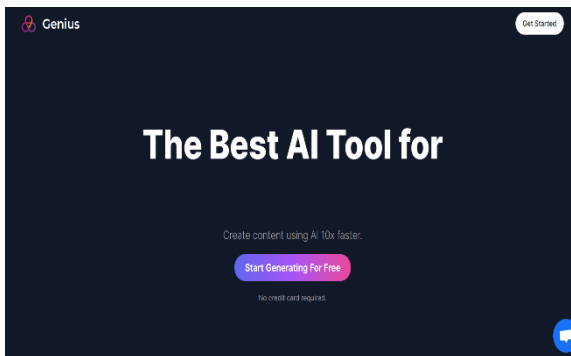 Genius
Get Started
The Best AI Tool for
Create content using AI 10x faster.
Start Generating For Free
No credit card required.